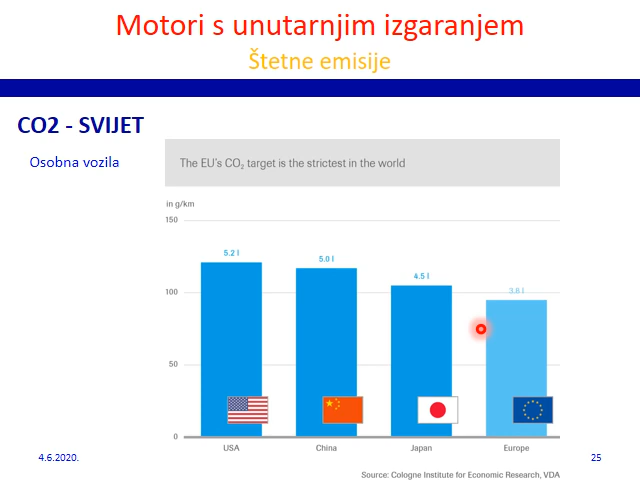 Motori s unutarnjim izgaranjem
Štetne emisije
CO2 - SVIJET
Osobna vozila
The EU's CO₂ target is the strictest in the world
in g/km
150
5.2 l
5.0 l
4.5 l
3.8 l
100
50
0
USA China Japan Europe
4.6.2020.
25
Source: Cologne Institute for Economic Research, VDA